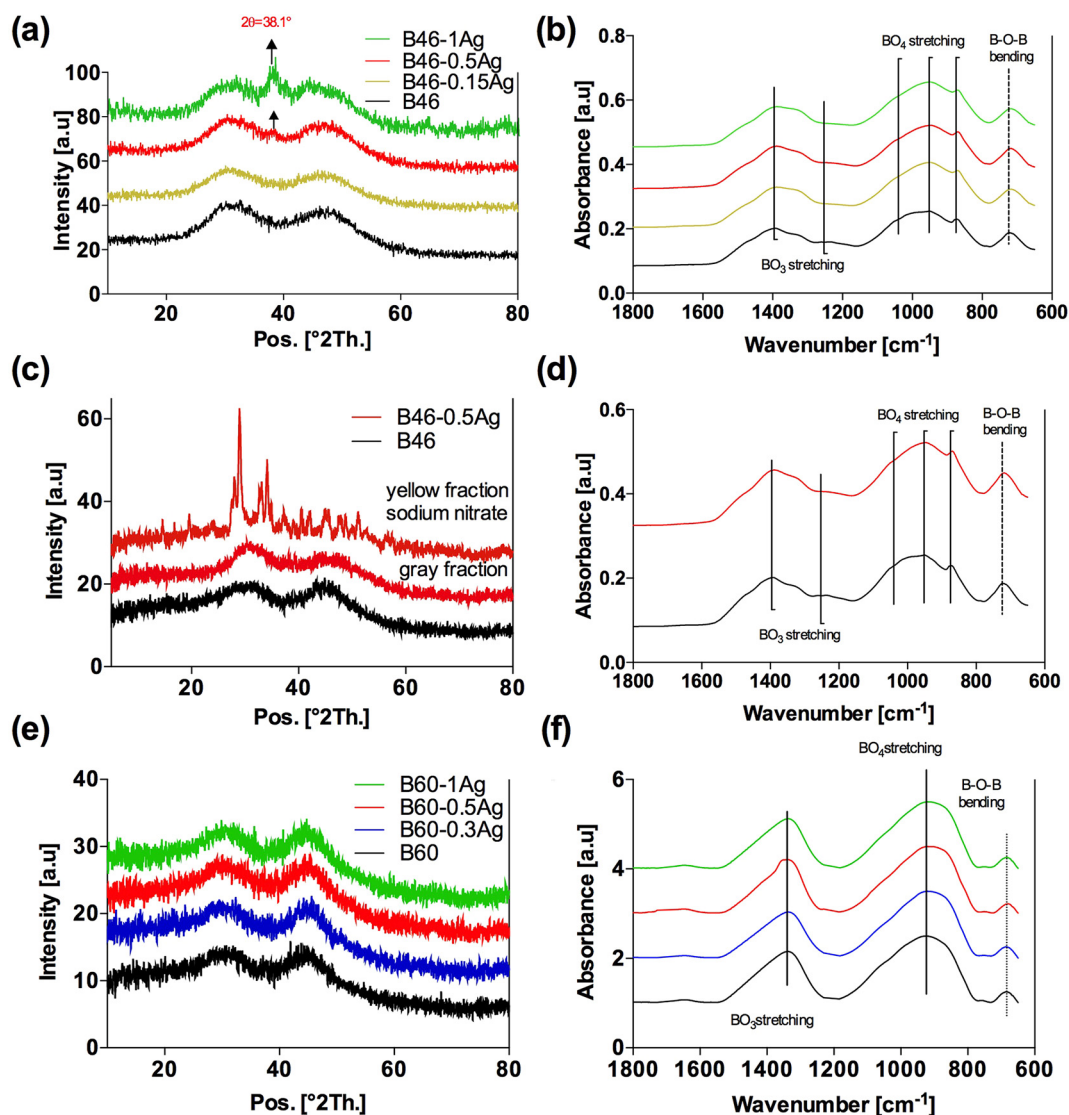 (a)
2θ=38.1°
B46-1Ag
B46-0.5Ag
B46-0.15Ag
B46
100
80
60
40
20
0
Intensity [a.u]
20
40
60
80
Pos. [°2Th.]
(b)
BO4 stretching
B-O-B
bending
0.8
0.6
0.4
0.2
0.0
Absorbance [a.u]
BO3 stretching
1800
1600
1400
1200
1000
800
600
Wavenumber [cm-1]
(c)
B46-0.5Ag
B46
60
40
20
0
Intensity [a.u]
yellow fraction
sodium nitrate
gray fraction
20
40
60
80
Pos. [°2Th.]
(d)
BO4 stretching
B-O-B
bending
0.6
0.4
0.2
0.0
Absorbance [a.u]
BO3 stretching
1800
1600
1400
1200
1000
800
600
Wavenumber [cm-1]
(e)
B60-1Ag
B60-0.5Ag
B60-0.3Ag
B60
40
30
20
10
0
Intensity [a.u]
20
40
60
80
Pos. [°2Th.]
(f)
BO4stretching
B-O-B
bending
6
4
2
0
Absorbance [a.u]
BO3stretching
1800
1600
1400
1200
1000
800
600
Wavenumber [cm-1]